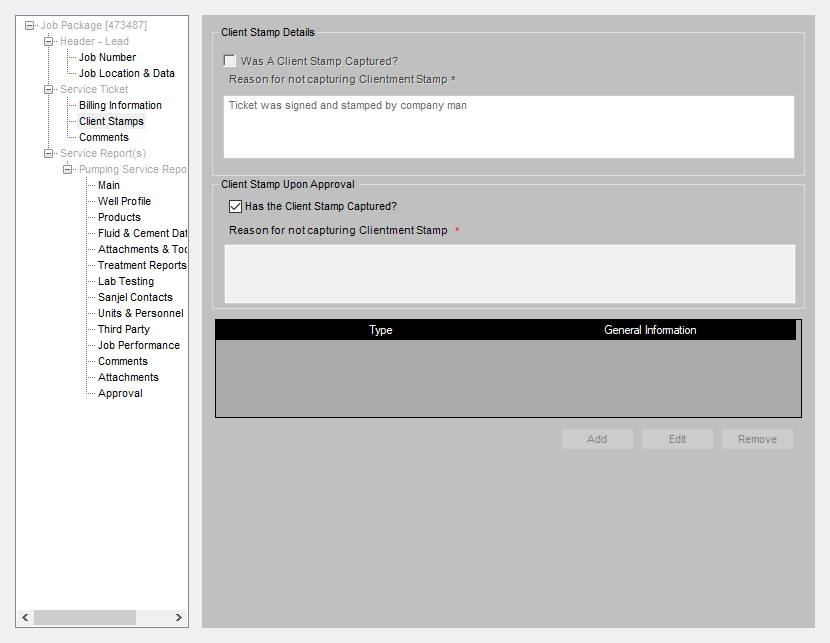 Job Package [473487]
Header - Lead
Job Number
Job Location & Data
Service Ticket
Billing Information
Client Stamps
Comments
Service Report(s)
Pumping Service Repo
Main
Well Profile
Products
Fluid & Cement Dat
Attachments & Too
Treatment Reports
Lab Testing
Sanjel Contacts
Units & Personnel
Third Party
Job Performance
Comments
Attachments
Approval
Client Stamp Details
Was A Client Stamp Captured?
Reason for not capturing Clientment Stamp *
Ticket was signed and stamped by company man
Client Stamp Upon Approval
Has the Client Stamp Captured?
Reason for not capturing Clientment Stamp *
Type General Information
Add Edit Remove